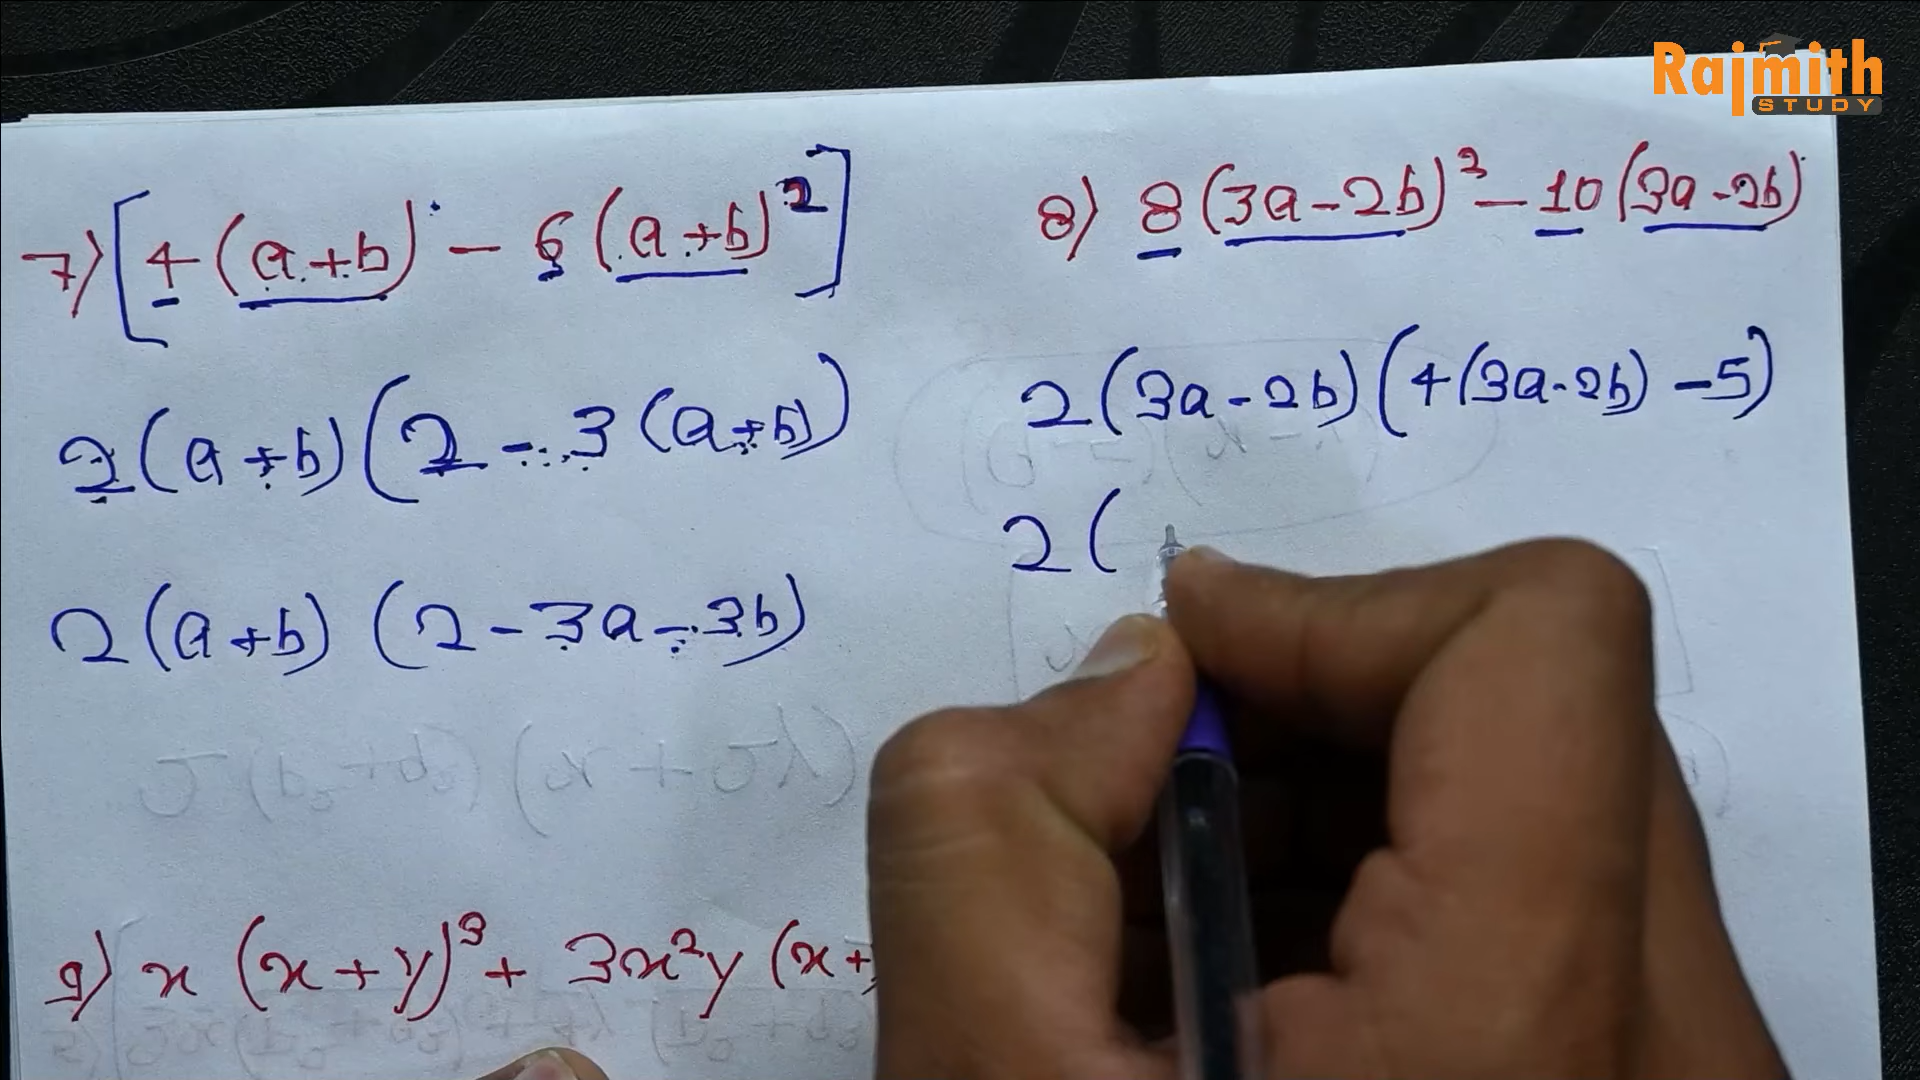 Rajmith
STUDY
7) [4(a+b) - 6(a+b)²]
2(a+b)(2 - 3(a+b))
2(a+b) (2-3a-3b)
8) 8(3a-2b)² - 10(3a-2b)
2(3a-2b)(4(3a-2b)-5)
2(
9) x (x+y)³ + 3x²y (x+